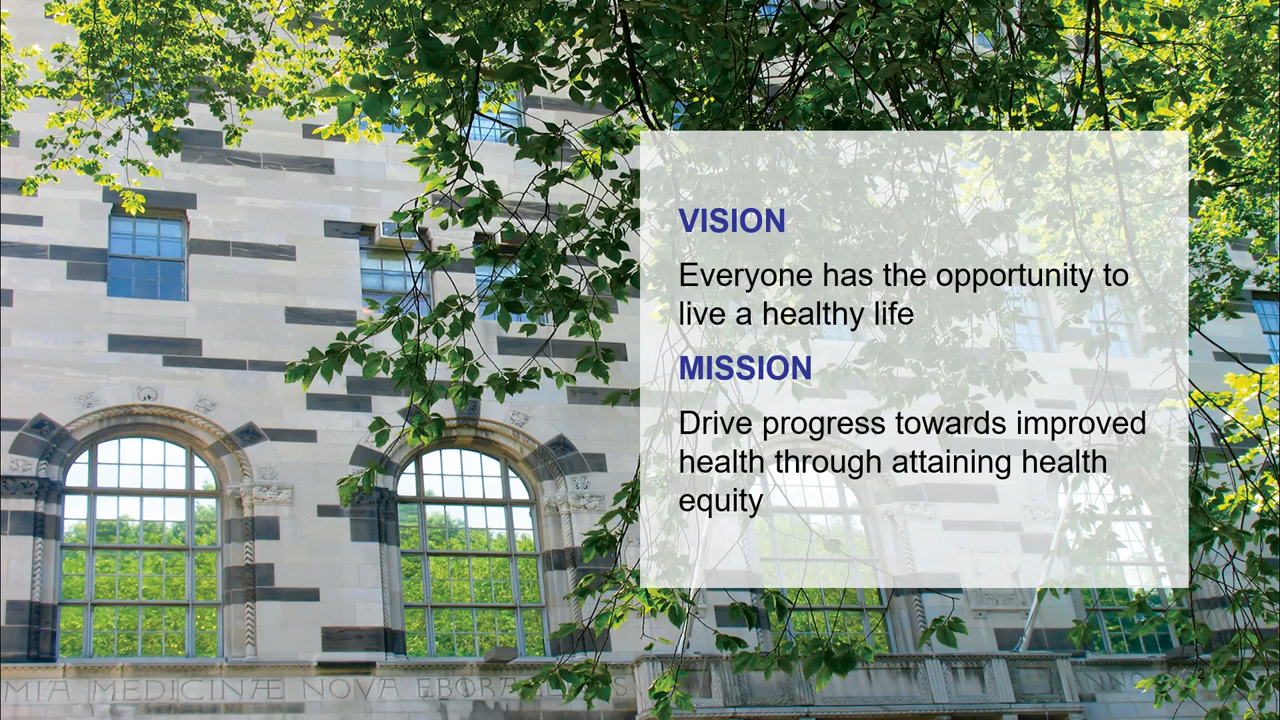 VISION
Everyone has the opportunity to
live a healthy life
MISSION
Drive progress towards improved
health through attaining health
equity
MIA MEDICINÆ NOVA